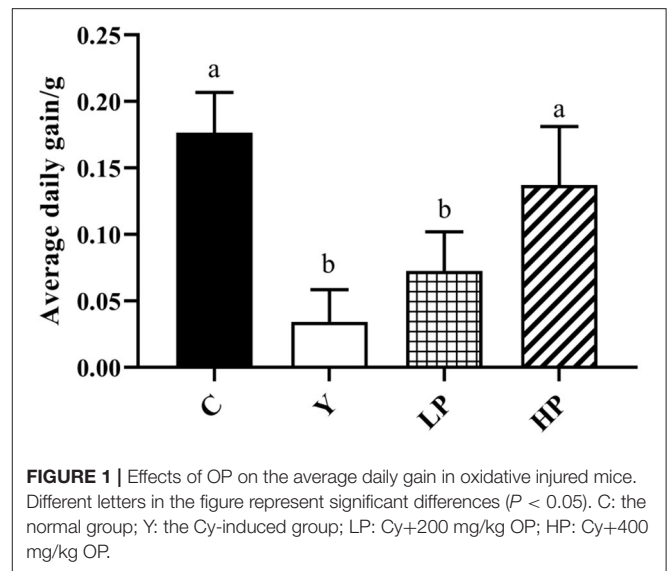 0.25
0.20
0.15
0.10
0.05
0.00
Average daily gain/g
a
b
b
a
C
Y
LP
HP
FIGURE 1 | Effects of OP on the average daily gain in oxidative injured mice.
Different letters in the figure represent significant differences (P < 0.05). C: the
normal group; Y: the Cy-induced group; LP: Cy+200 mg/kg OP; HP: Cy+400
mg/kg OP.